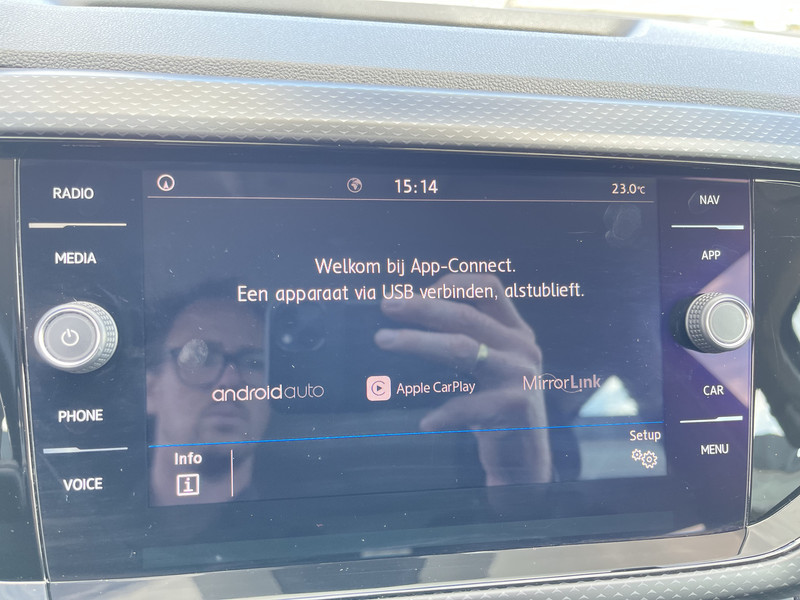 RADIO
MEDIA
PHONE
VOICE
15:14
23.0°C
Welkom bij App-Connect.
Een apparaat via USB verbinden, alstublieft.
androidauto
Apple CarPlay
MirrorLink
Info
Setup
NAV
APP
CAR
MENU